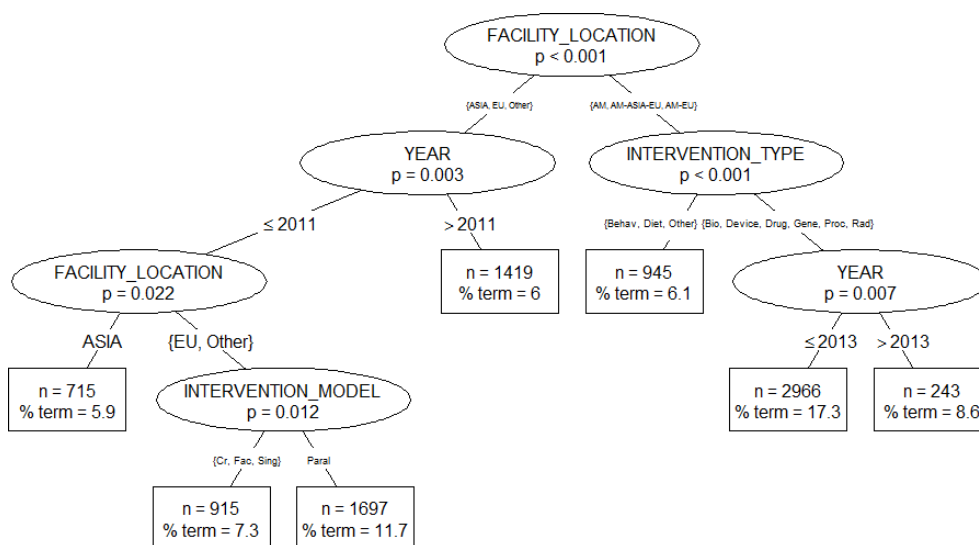 FACILITY_LOCATION
p < 0.001
{ASIA, EU, Other}
{AM, AM-ASIA-EU, AM-EU}
YEAR
p = 0.003
INTERVENTION_TYPE
p < 0.001
≤ 2011
> 2011
{Behav, Diet, Other}
{Bio, Device, Drug, Gene, Proc, Rad}
FACILITY_LOCATION
p = 0.022
n = 1419
% term = 6
n = 945
% term = 6.1
YEAR
p = 0.007
ASIA
{EU, Other}
≤ 2013
> 2013
n = 715
% term = 5.9
INTERVENTION_MODEL
p = 0.012
n = 2966
% term = 17.3
n = 243
% term = 8.6
{Cr, Fac, Sing}
Paral
n = 915
% term = 7.3
n = 1697
% term = 11.7